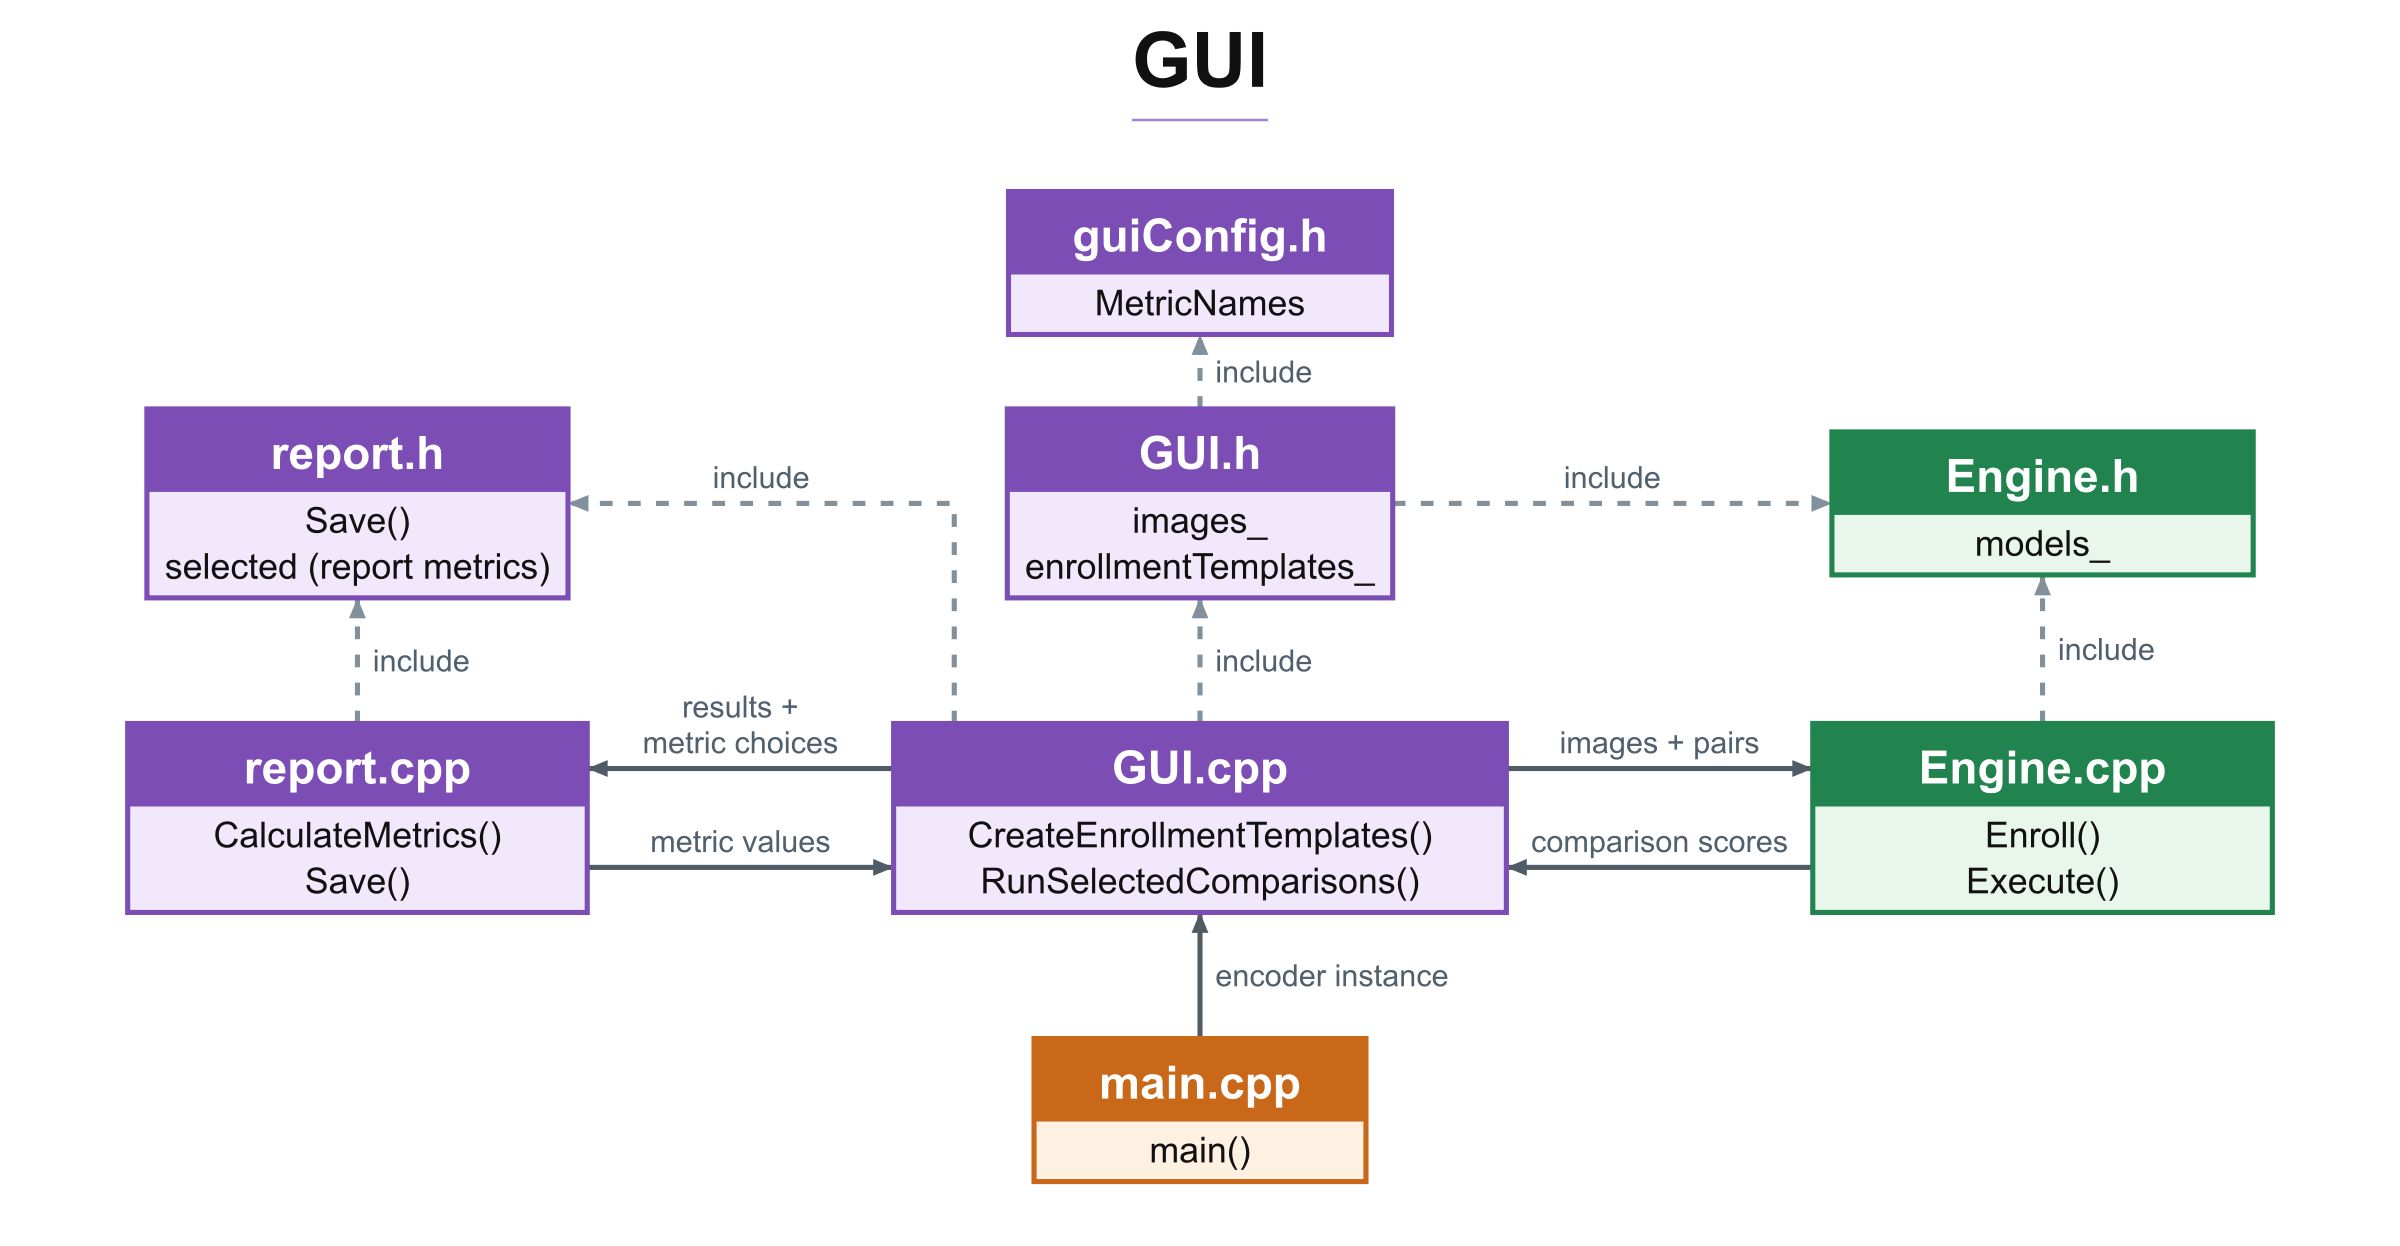 GUI
guiConfig.h
MetricNames
include
report.h
Save()
selected (report metrics)
include
GUI.h
images_
enrollmentTemplates_
include
Engine.h
models_
include
include
include
results +
metric choices
images + pairs
report.cpp
CalculateMetrics()
Save()
metric values
GUI.cpp
CreateEnrollmentTemplates()
RunSelectedComparisons()
comparison scores
Engine.cpp
Enroll()
Execute()
encoder instance
main.cpp
main()